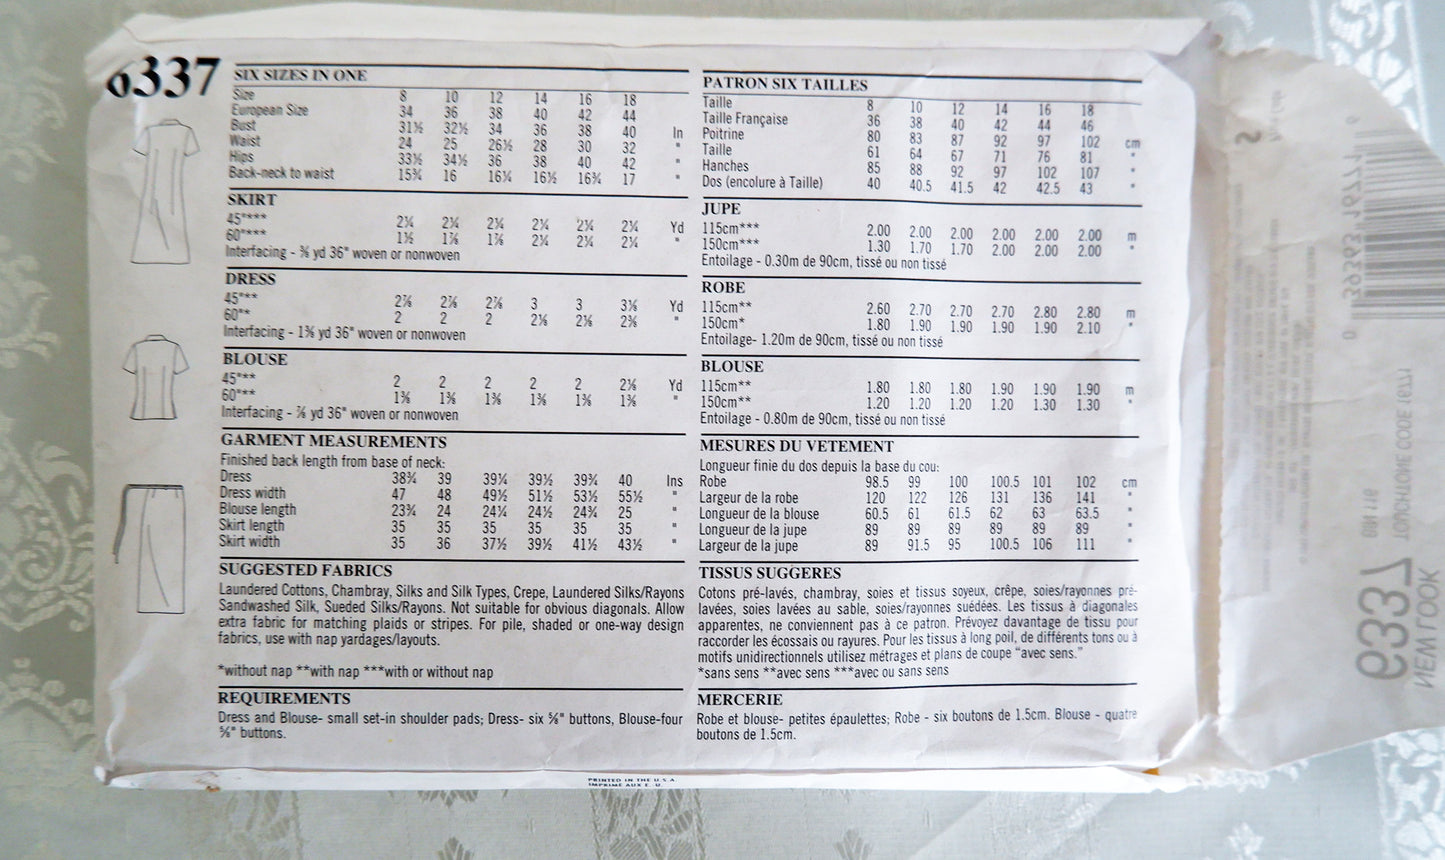 6337
SIX SIZES IN ONE
Size 8 10 12 14 16 18
European Size 34 36 38 40 42 44
Bust 31½ 32½ 34 36 38 40 In
Waist 24 25 26½ 28 30 32 "
Hips 33½ 34½ 36 38 40 42 "
Back-neck to waist 15¾ 16 16¼ 16½ 16¾ 17 "
SKIRT
45"*** 2¼ 2¼ 2¼ 2¼ 2¼ 2¼ Yd
60"*** 1½ 1⅞ 1⅞ 2¼ 2¼ 2¼ "
Interfacing - ⅜ yd 36" woven or nonwoven
DRESS
45"** 2⅞ 2⅞ 2⅞ 3 3 3⅛ Yd
60"* 2 2 2 2⅛ 2⅛ 2⅜ "
Interfacing - 1⅜ yd 36" woven or nonwoven
BLOUSE
45"** 2 2 2 2 2 2⅛ Yd
60"** 1⅜ 1⅜ 1⅜ 1⅜ 1⅜ 1⅜ "
Interfacing - ⅞ yd 36" woven or nonwoven
GARMENT MEASUREMENTS
Finished back length from base of neck:
Dress 38¾ 39 39¼ 39½ 39¾ 40 Ins
Dress width 47 48 49½ 51½ 53½ 55½ "
Blouse length 23¾ 24 24¼ 24½ 24¾ 25 "
Skirt length 35 35 35 35 35 35 "
Skirt width 35 36 37½ 39½ 41½ 43½ "
SUGGESTED FABRICS
Laundered Cottons, Chambray, Silks and Silk Types, Crepe, Laundered Silks/Rayons
Sandwashed Silk, Sueded Silks/Rayons. Not suitable for obvious diagonals. Allow
extra fabric for matching plaids or stripes. For pile, shaded or one-way design
fabrics, use with nap yardages/layouts.
*without nap **with nap ***with or without nap
REQUIREMENTS
Dress and Blouse- small set-in shoulder pads; Dress- six ⅝" buttons, Blouse-four
⅝" buttons.
PATRON SIX TAILLES
Taille 8 10 12 14 16 18
Taille Française 36 38 40 42 44 46
Poitrine 80 83 87 92 97 102 cm
Taille 61 64 67 71 76 81 "
Hanches 85 88 92 97 102 107 "
Dos (encolure à Taille) 40 40.5 41.5 42 42.5 43 "
JUPE
115cm*** 2.00 2.00 2.00 2.00 2.00 2.00 m
150cm*** 1.30 1.70 1.70 2.00 2.00 2.00 "
Entoilage - 0.30m de 90cm, tissé ou non tissé
ROBE
115cm** 2.60 2.70 2.70 2.70 2.80 2.80 m
150cm* 1.80 1.90 1.90 1.90 1.90 2.10 "
Entoilage- 1.20m de 90cm, tissé ou non tissé
BLOUSE
115cm** 1.80 1.80 1.80 1.90 1.90 1.90 m
150cm** 1.20 1.20 1.20 1.20 1.30 1.30 "
Entoilage - 0.80m de 90cm, tissé ou non tissé
MESURES DU VETEMENT
Longueur finie du dos depuis la base du cou:
Robe 98.5 99 100 100.5 101 102 cm
Largeur de la robe 120 122 126 131 136 141 "
Longueur de la blouse 60.5 61 61.5 62 63 63.5 "
Longueur de la jupe 89 89 89 89 89 89 "
Largeur de la jupe 89 91.5 95 100.5 106 111 "
TISSUS SUGGERES
Cotons pré-lavés, chambray, soies et tissus soyeux, crêpe, soies/rayonnes pré-
lavées, soies lavées au sable, soies/rayonnes suédées. Les tissus à diagonales
apparentes, ne conviennent pas à ce patron. Prévoyez davantage de tissu pour
raccorder les écossais ou rayures. Pour les tissus à long poil, de différents tons ou à
motifs unidirectionnels utilisez métrages et plans de coupe "avec sens."
*sans sens **avec sens ***avec ou sans sens
MERCERIE
Robe et blouse- petites épaulettes; Robe - six boutons de 1.5cm. Blouse - quatre
boutons de 1.5cm.
PRINTED IN THE U.S.A.
IMPRIME AUX E. U.
6337
NEW LOOK